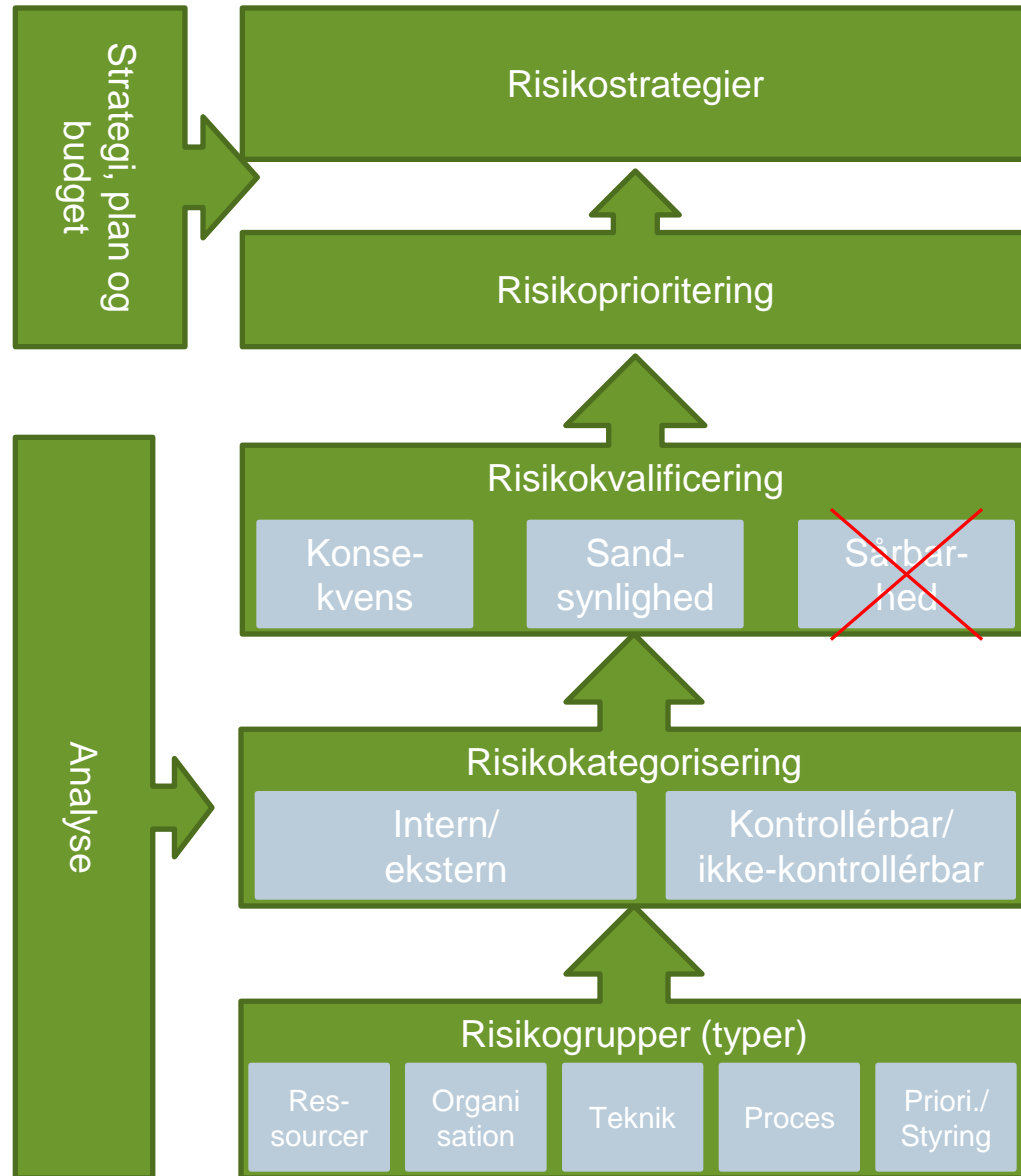 Strategi, plan og
budget
Risikostrategier
Risikoprioritering
Analyse
Risikokvalificering
Konse-
kvens
Sand-
synlighed
Sårbar-
hed
Risikokategorisering
Intern/
ekstern
Kontrollérbar/
ikke-kontrollérbar
Risikogrupper (typer)
Res-
sourcer
Organi
sation
Teknik
Proces
Priori./
Styring